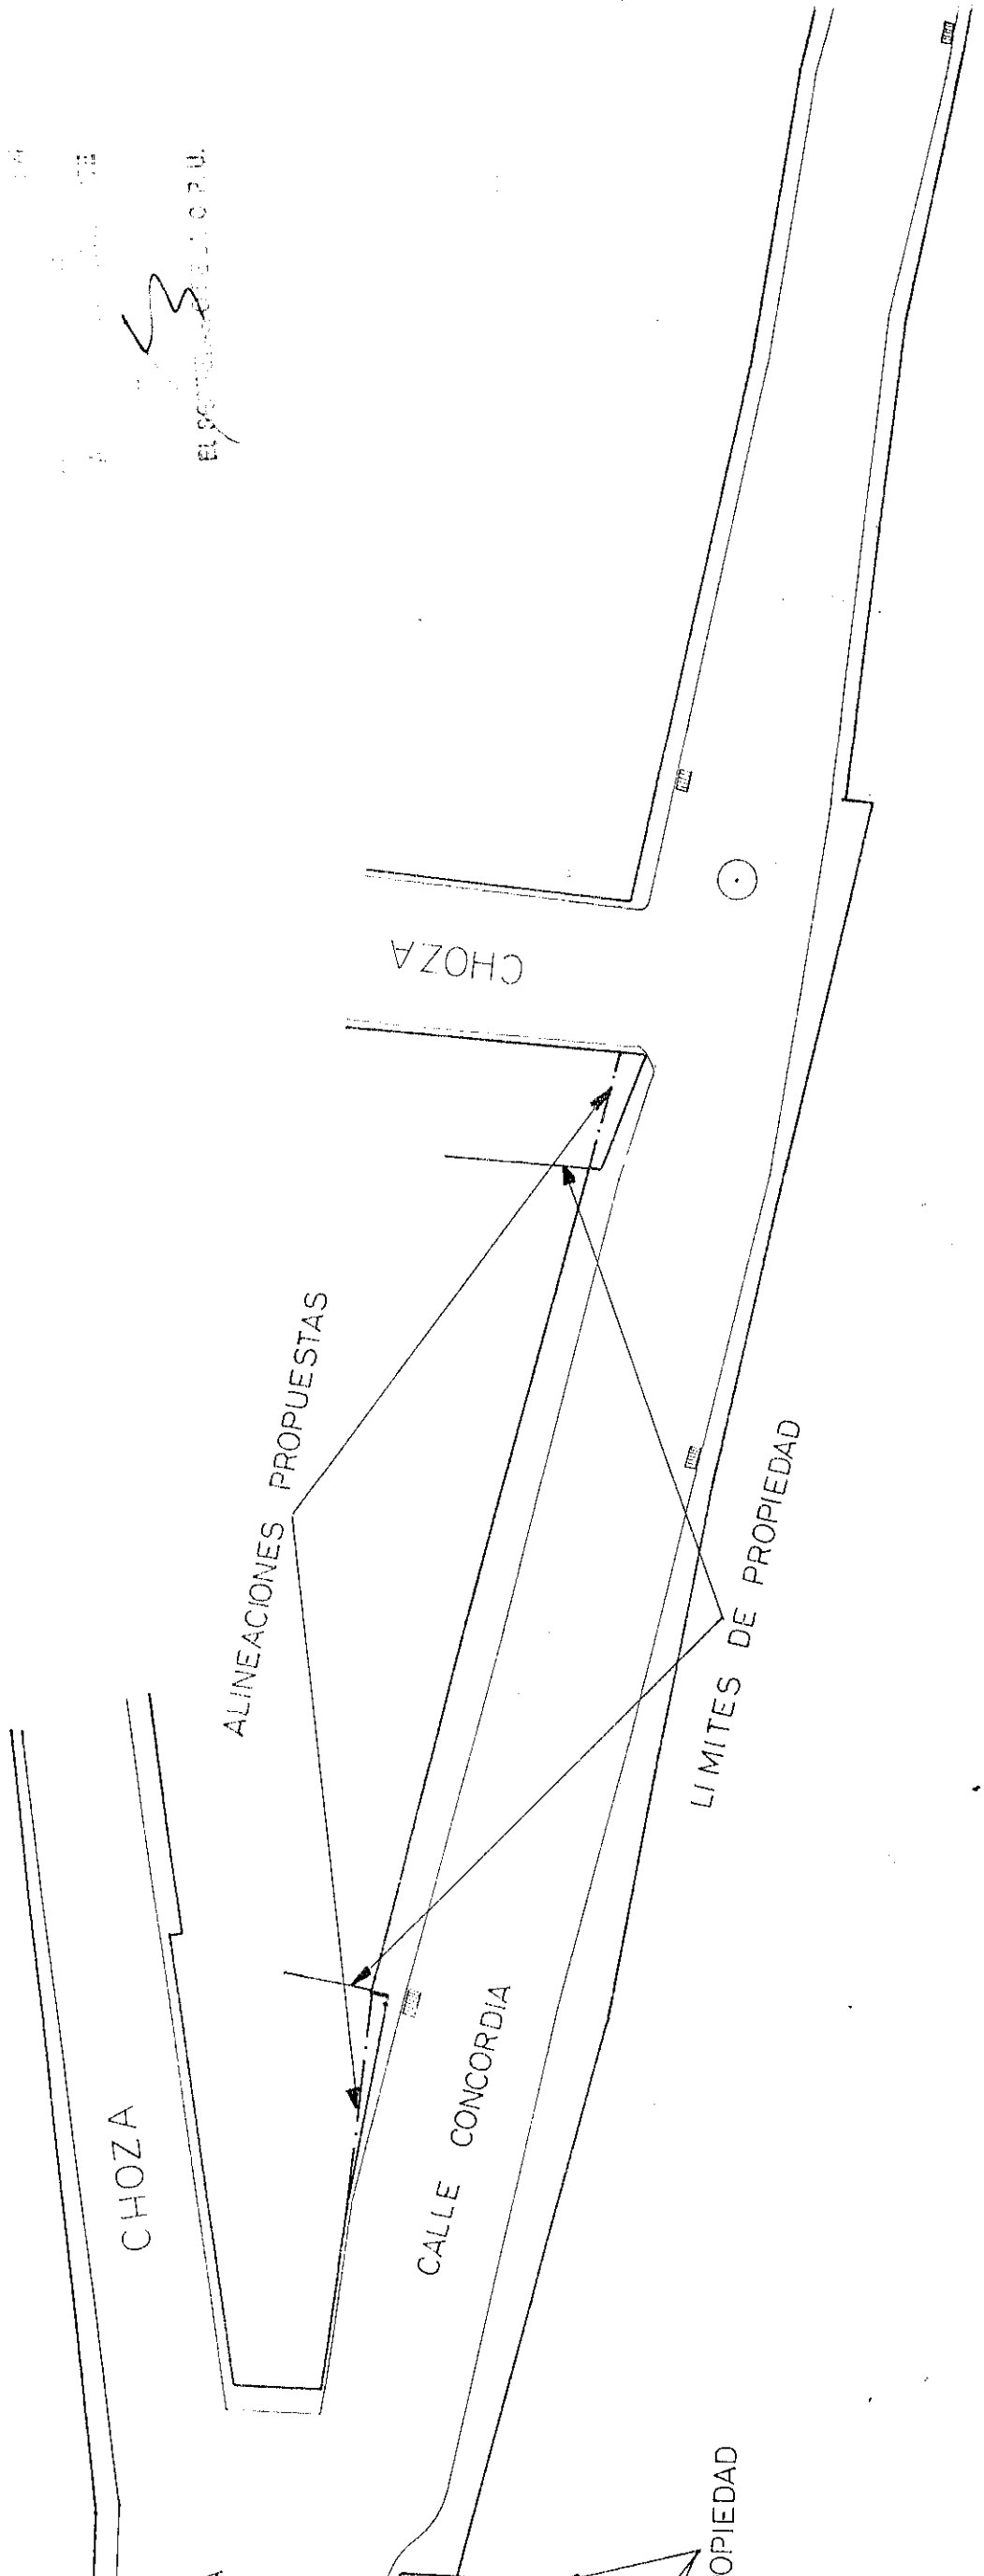 CHOZA
ALINEACIONES PROPUESTAS
LIMITES DE PROPIEDAD
CHOZA
CALLE CONCORDIA
OPIEDAD